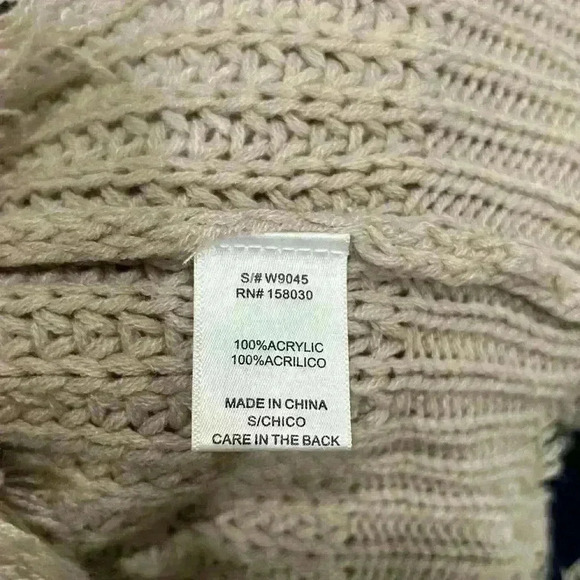 S/# W9045
RN# 158030
100%ACRYLIC
100%ACRILICO
MADE IN CHINA
S/CHICO
CARE IN THE BACK